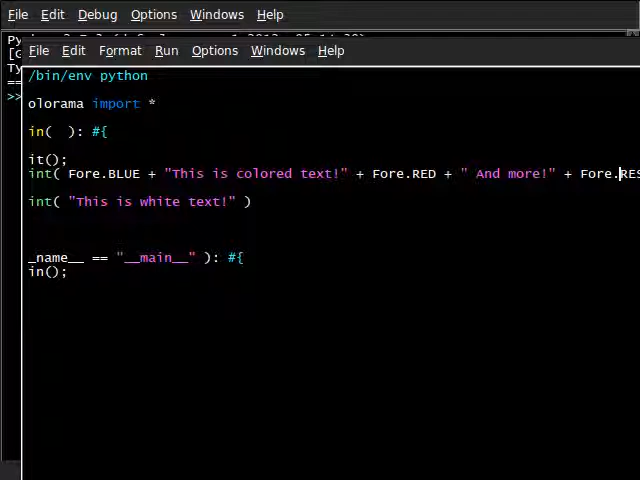 File Edit Debug Options Windows Help
File Edit Format Run Options Windows Help
/bin/env python
olorama import *
in(  ): #{
it();
int( Fore.BLUE + "This is colored text!" + Fore.RED + " And more!" + Fore.RES
int( "This is white text!" )
_name__ == "__main__" ): #{
in();
>>